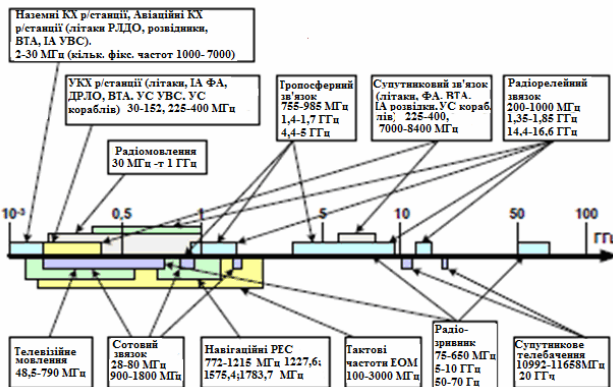 Наземні КХ р/станції, Авіаційні КХ
р/станції (літаки РЛДО, розвідники,
ВТА, ІА УВС).
2-30 МГц (кільк. фікс. частот 1000- 7000)
УКХ р/станції (літаки, ІА ФА,
ДРЛО, ВТА. УС УВС. УС
кораблів) 30-152, 225-400 МГц
Радіомовлення
30 МГц -т 1 ГГц
Тропосферний
зв'язок
755-985 МГц
1,4-1,7 ГГц
4,4-5 ГГц
Супутниковий зв'язок
(літаки, ФА. ВТА.
ІА розвідки. УС кораб.
лів) 225-400,
7000-8400 МГц
Радіорелейний
звязок
200-1000 МГц
1,35-1,85 ГГц
14,4-16,6 ГГц
10⁻³ 0,5 1 5 10 50 100
ГГц
Телевізійне
мовлення
48,5-790 МГц
Сотовий
звязок
28-80 МГц
900-1800 МГц
Навігаційні РЕС
772-1215 МГц 1227,6;
1575,4;1783,7 МГц
Тактові
частоти ЕОМ
100-3000 МГц
Радіо-
зривник
75-650 МГц
5-10 ГГц
50-70 Гц
Супутникове
телебачення
10992-11658МГц
20 ГГц